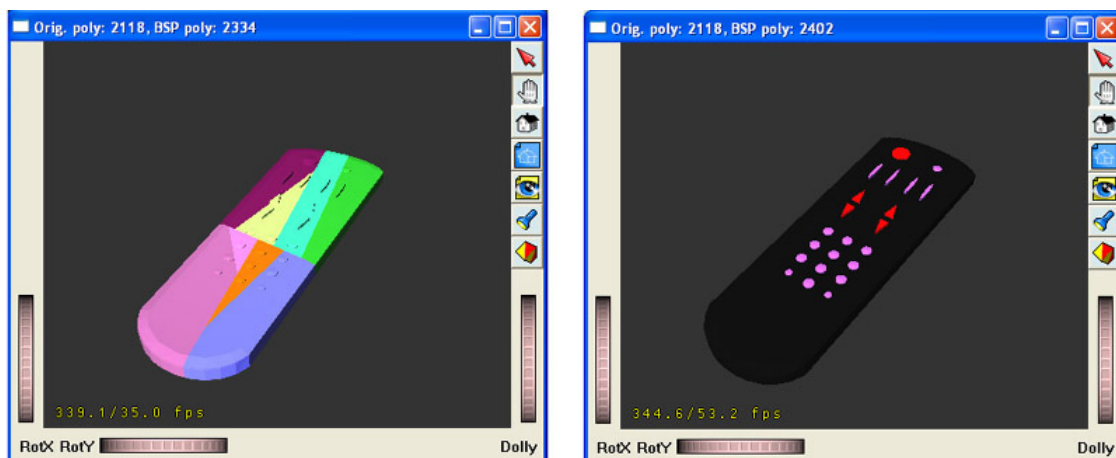 Orig. poly: 2118, BSP poly: 2334
339.1/35.0 fps
RotX RotY
Dolly
Orig. poly: 2118, BSP poly: 2402
344.6/53.2 fps
RotX RotY
Dolly